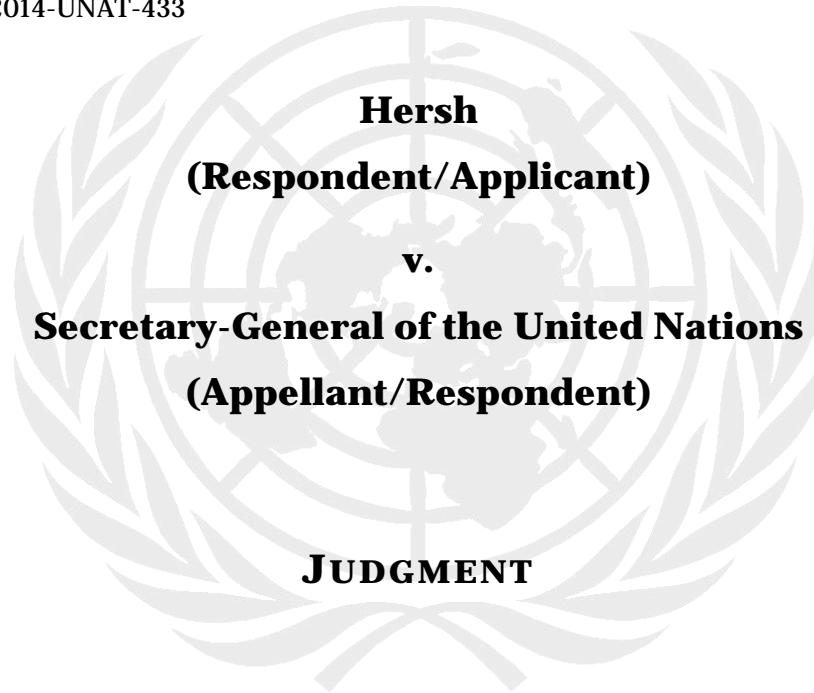 2014-UNAT-433
Hersh
(Respondent/Applicant)
v.
Secretary-General of the United Nations
(Appellant/Respondent)
JUDGMENT